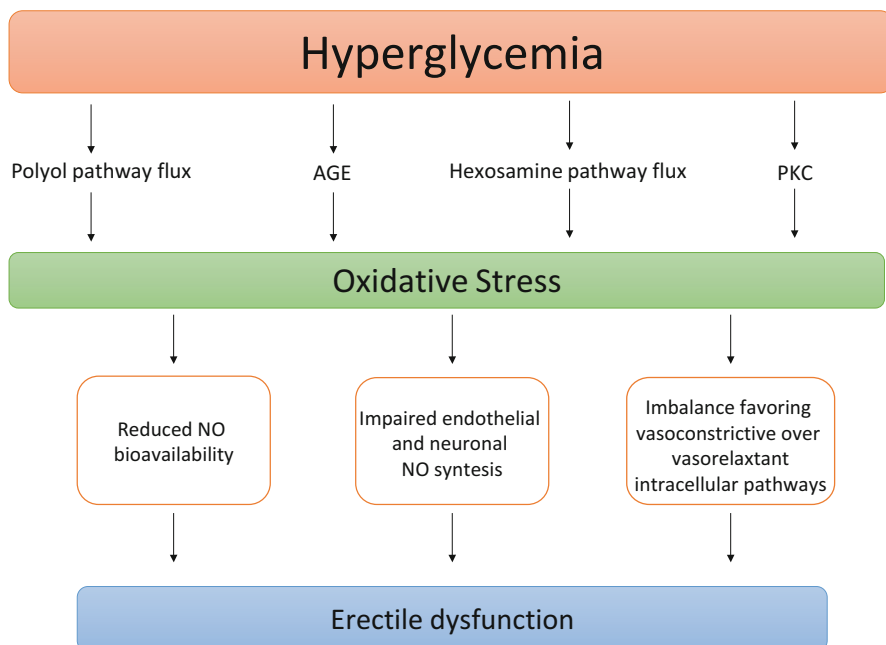 Hyperglycemia
Polyol pathway flux
AGE
Hexosamine pathway flux
PKC
Oxidative Stress
Reduced NO
bioavailability
Impaired endothelial
and neuronal
NO syntesis
Imbalance favoring
vasoconstrictive over
vasorelaxtant
intracellular pathways
Erectile dysfunction